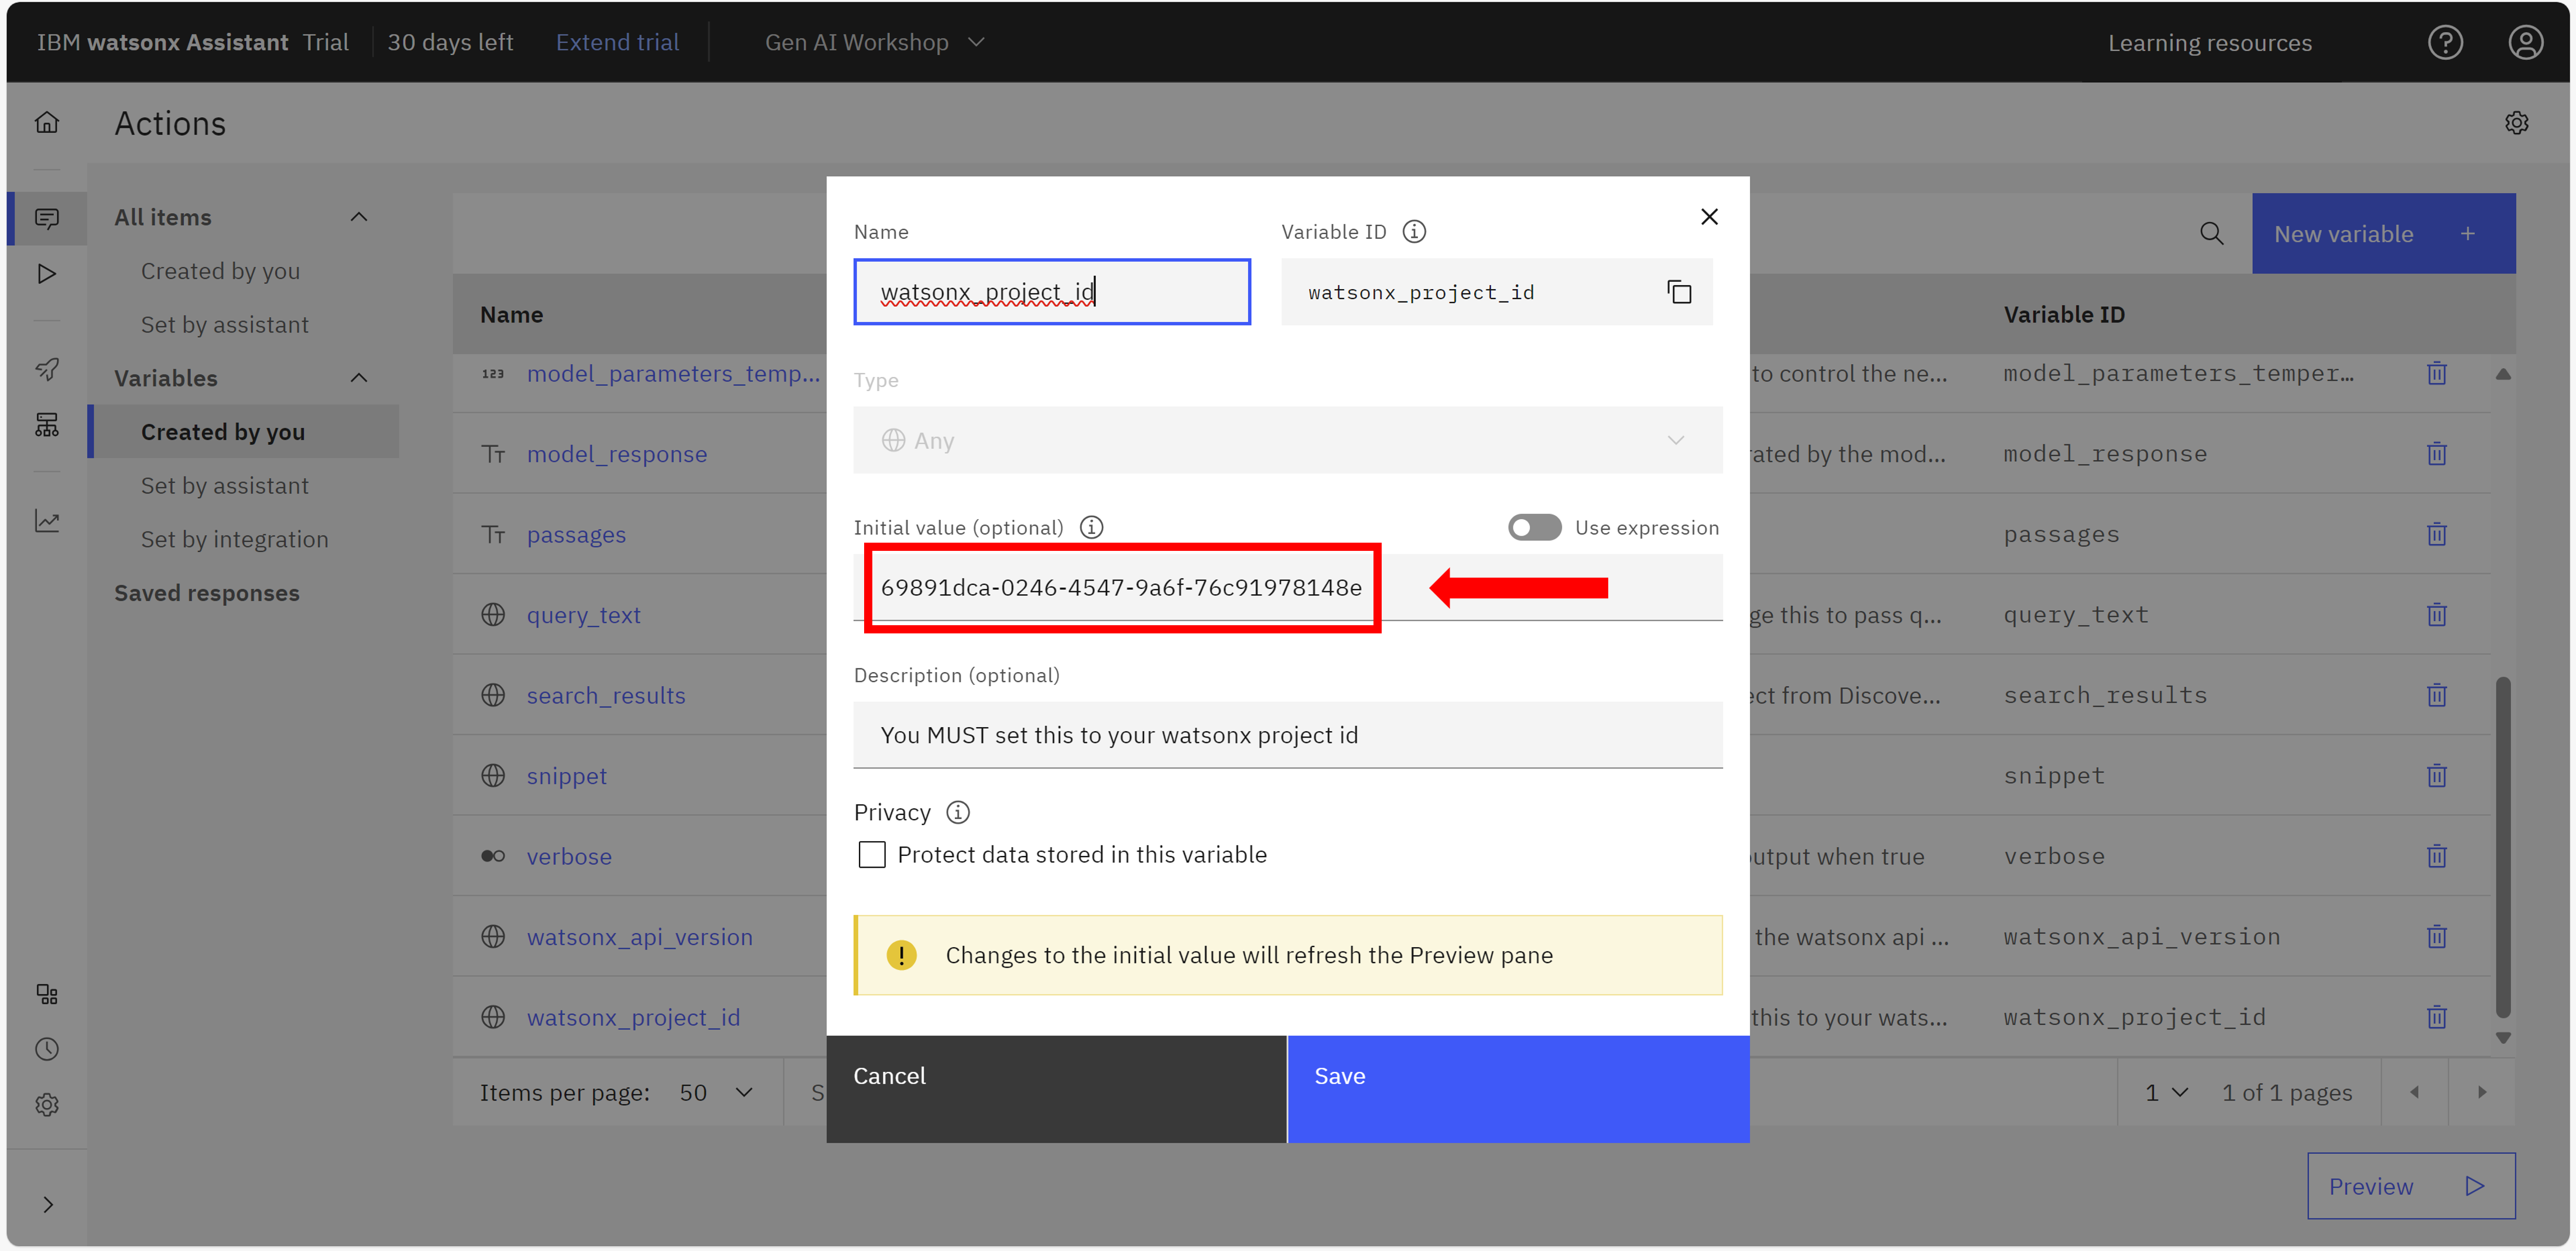 IBM watsonx Assistant Trial 30 days left Extend trial Gen AI Workshop Learning resources
Actions
All items
Created by you
Set by assistant
Variables
Created by you
Set by assistant
Set by integration
Saved responses
New variable +
Name Variable ID
123 model_parameters_temp... to control the ne... model_parameters_temper...
Tт model_response rated by the mod... model_response
Tт passages passages
query_text ge this to pass q... query_text
search_results ect from Discove... search_results
snippet snippet
verbose output when true verbose
watsonx_api_version the watsonx api ... watsonx_api_version
watsonx_project_id this to your wats... watsonx_project_id
Items per page: 50 S 1 1 of 1 pages
Preview
Name Variable ID
watsonx_project_id watsonx_project_id
Type
Any
Initial value (optional) Use expression
69891dca-0246-4547-9a6f-76c91978148e
Description (optional)
You MUST set this to your watsonx project id
Privacy
Protect data stored in this variable
Changes to the initial value will refresh the Preview pane
Cancel Save